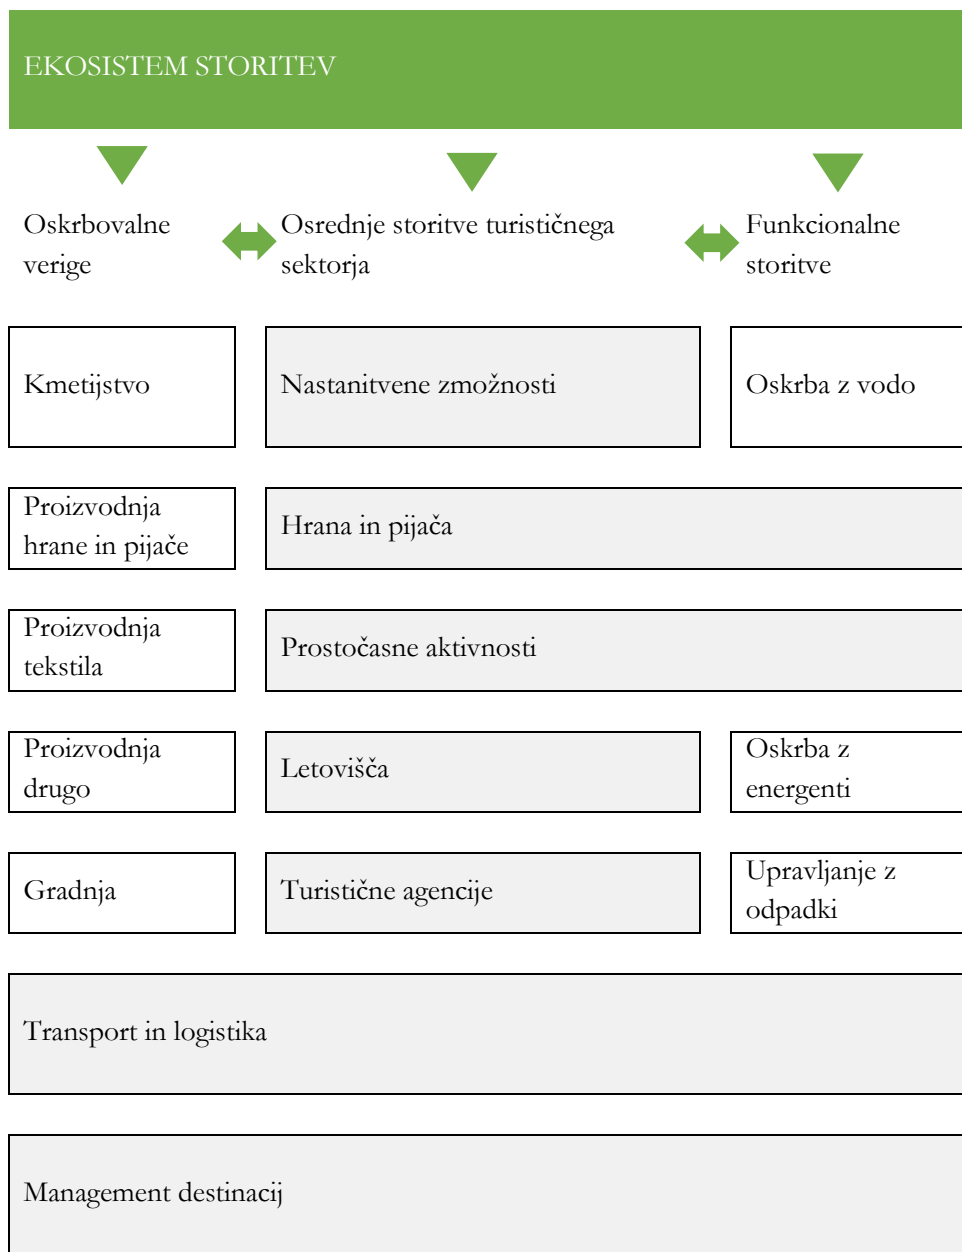 EKOSISTEM STORITEV
Oskrbovalne
verige
Osrednje storitve turističnega
sektorja
Funkcionalne
storitve
Kmetijstvo
Nastanitvene zmožnosti
Oskrba z vodo
Proizvodnja
hrane in pijače
Hrana in pijača
Proizvodnja
tekstila
Prostočasne aktivnosti
Proizvodnja
drugo
Letovišča
Oskrba z
energenti
Gradnja
Turistične agencije
Upravljanje z
odpadki
Transport in logistika
Management destinacij